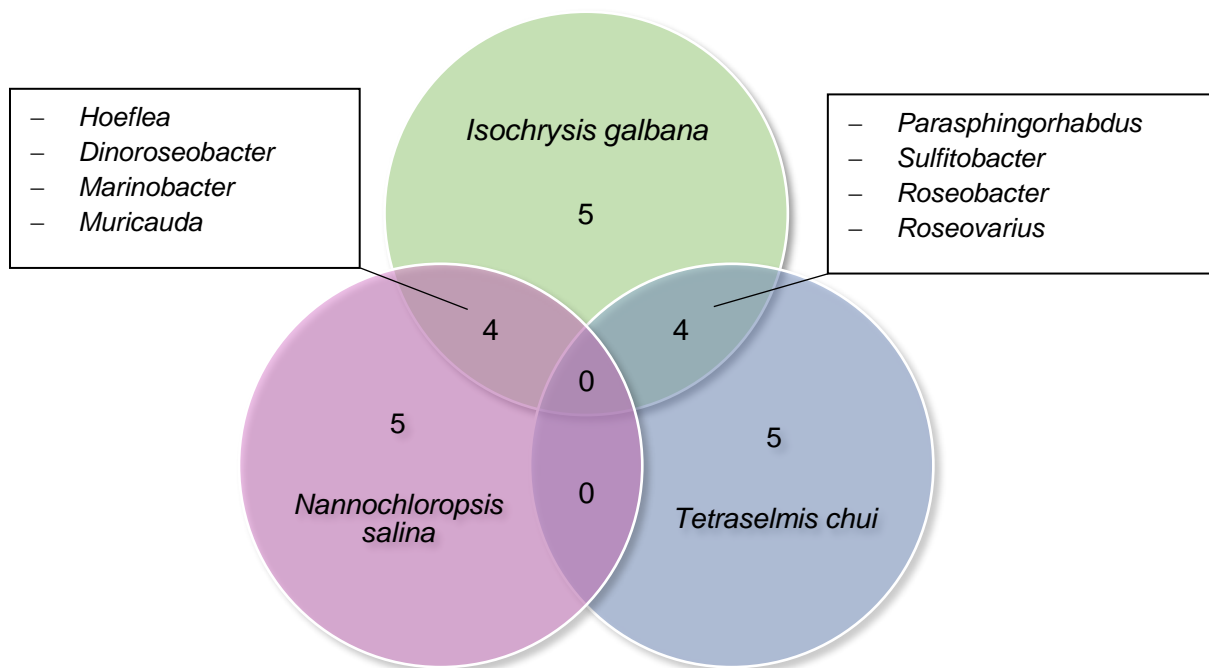 – Hoeflea
– Dinoroseobacter
– Marinobacter
– Muricauda
Isochrysis galbana
5
– Parasphingorhabdus
– Sulfitobacter
– Roseobacter
– Roseovarius
4
4
0
5
5
0
Nannochloropsis
salina
Tetraselmis chui